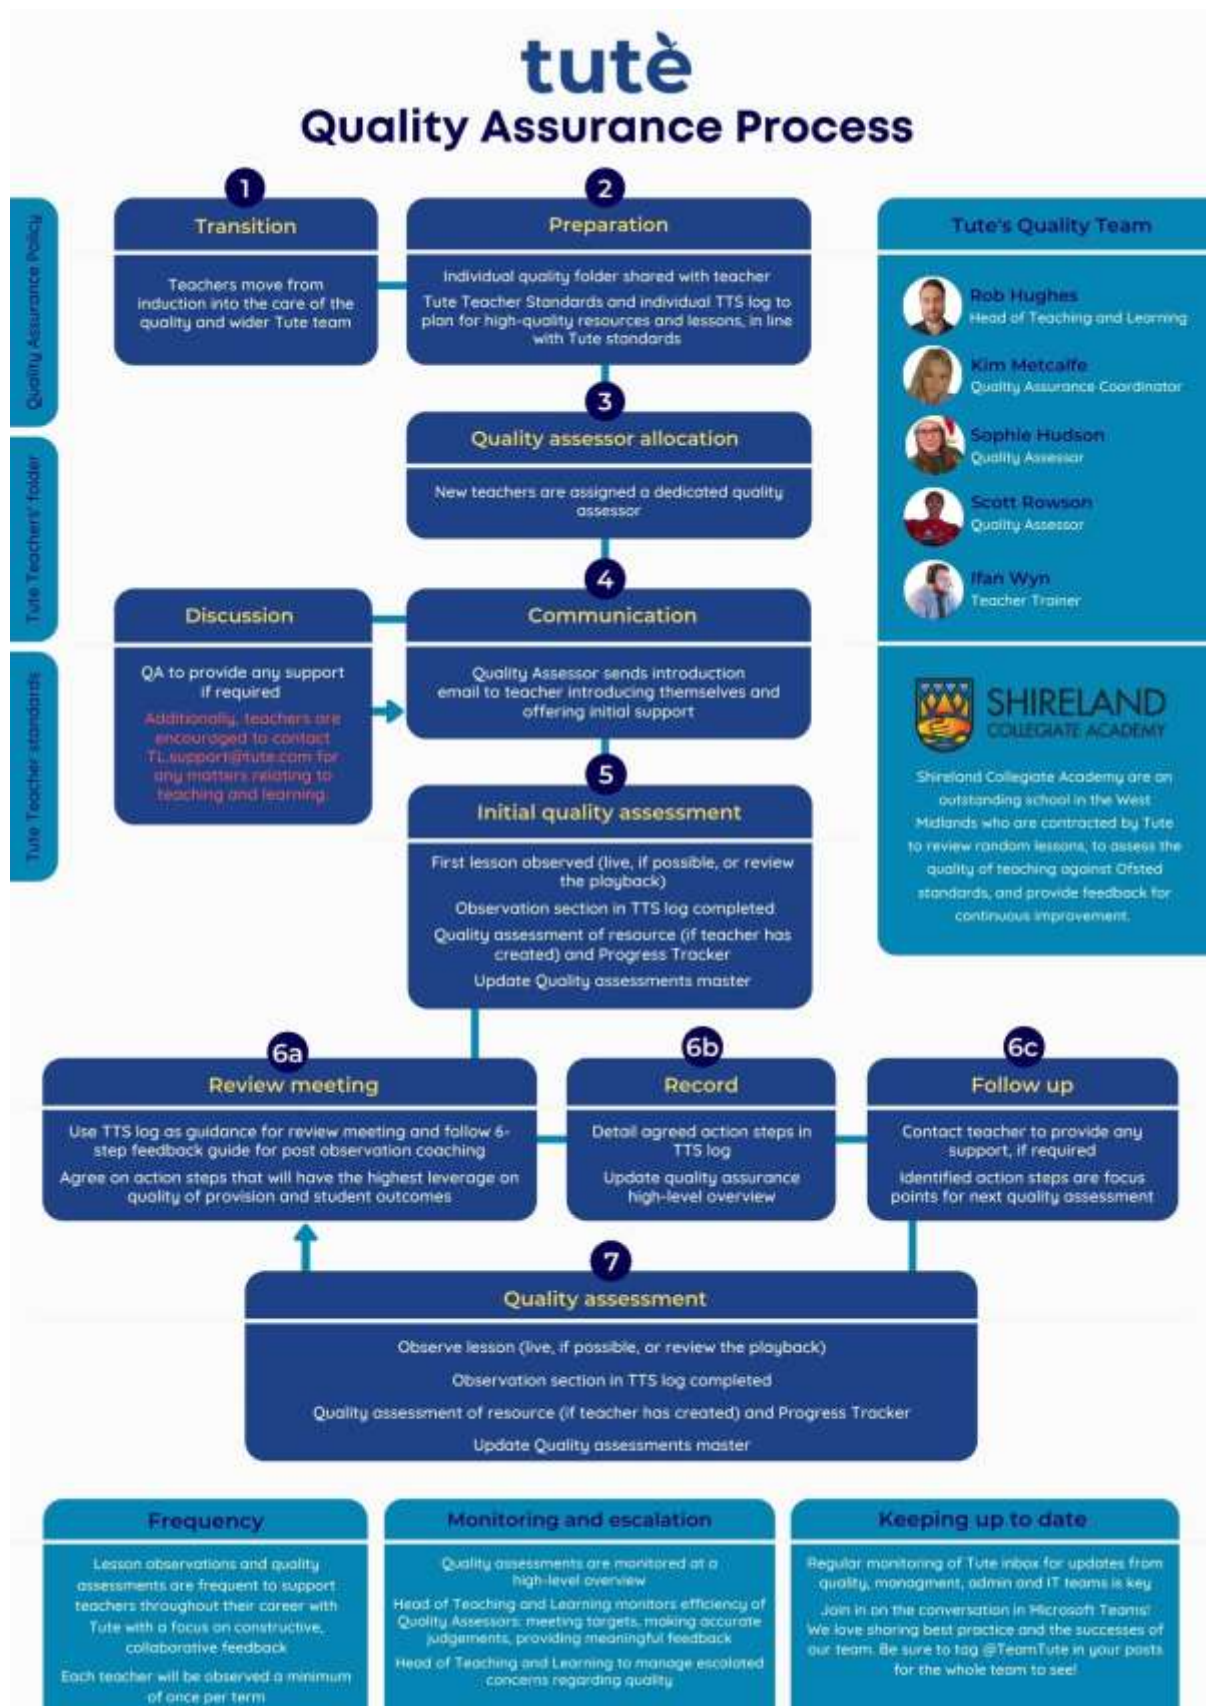 tutè
Quality Assurance Process
Quality Assurance Policy
Tute Teachers' folder
Tute Teacher standards
1
Transition
Teachers move from
induction into the care of the
quality and wider Tute team
2
Preparation
Individual quality folder shared with teacher
Tute Teacher Standards and individual TTS log to
plan for high-quality resources and lessons, in line
with Tute standards
3
Quality assessor allocation
New teachers are assigned a dedicated quality
assessor
4
Communication
Quality Assessor sends introduction
email to teacher introducing themselves and
offering initial support
Discussion
QA to provide any support
if required
Additionally, teachers are
encouraged to contact
TL.support@tute.com for
any matters relating to
teaching and learning.
5
Initial quality assessment
First lesson observed (live, if possible, or review
the playback)
Observation section in TTS log completed
Quality assessment of resource (if teacher has
created) and Progress Tracker
Update Quality assessments master
6a
Review meeting
Use TTS log as guidance for review meeting and follow 6-
step feedback guide for post observation coaching
Agree on action steps that will have the highest leverage on
quality of provision and student outcomes
6b
Record
Detail agreed action steps in
TTS log
Update quality assurance
high-level overview
6c
Follow up
Contact teacher to provide any
support, if required
Identified action steps are focus
points for next quality assessment
7
Quality assessment
Observe lesson (live, if possible, or review the playback)
Observation section in TTS log completed
Quality assessment of resource (if teacher has created) and Progress Tracker
Update Quality assessments master
Tute's Quality Team
Rob Hughes
Head of Teaching and Learning
Kim Metcalfe
Quality Assurance Coordinator
Sophie Hudson
Quality Assessor
Scott Rowson
Quality Assessor
Ifan Wyn
Teacher Trainer
SHIRELAND
COLLEGIATE ACADEMY
Shireland Collegiate Academy are an
outstanding school in the West
Midlands who are contracted by Tute
to review random lessons, to assess the
quality of teaching against Ofsted
standards, and provide feedback for
continuous improvement.
Frequency
Lesson observations and quality
assessments are frequent to support
teachers throughout their career with
Tute with a focus on constructive,
collaborative feedback
Each teacher will be observed a minimum
of once per term
Monitoring and escalation
Quality assessments are monitored at a
high-level overview
Head of Teaching and Learning monitors efficiency of
Quality Assessors: meeting targets, making accurate
judgements, providing meaningful feedback
Head of Teaching and Learning to manage escalated
concerns regarding quality
Keeping up to date
Regular monitoring of Tute inbox for updates from
quality, managment, admin and IT teams is key
Join in on the conversation in Microsoft Teams!
We love sharing best practice and the successes of
our team. Be sure to tag @TeamTute in your posts
for the whole team to see!